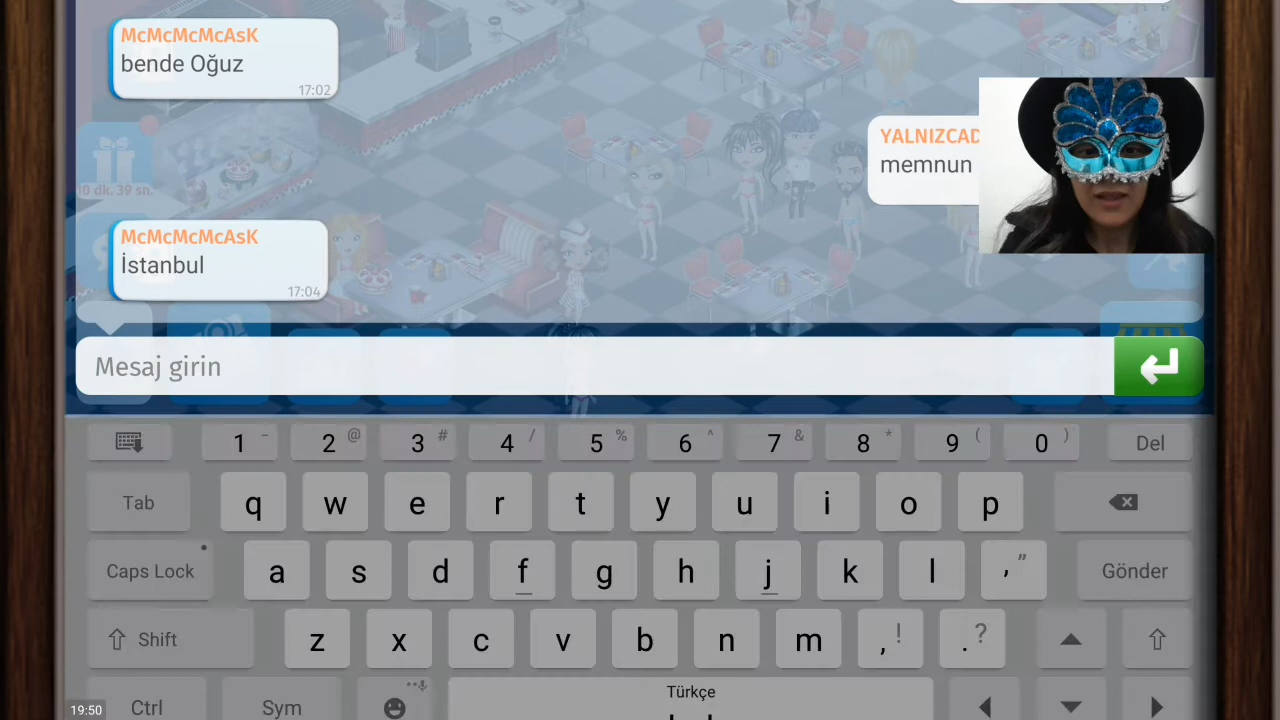 McMcMcMcAsK
bende Oğuz
17:02
YALNIZCAD
memnun
10 dk. 39 sn.
McMcMcMcAsK
İstanbul
17:04
Mesaj girin
1 - 2 @ 3 # 4 / 5 % 6 ^ 7 & 8 * 9 ( 0 ) Del
Tab q w e r t y u i o p
Caps Lock a s d f g h j k l ' " Gönder
Shift z x c v b n m , ! . ?
Ctrl Sym Türkçe
19:50